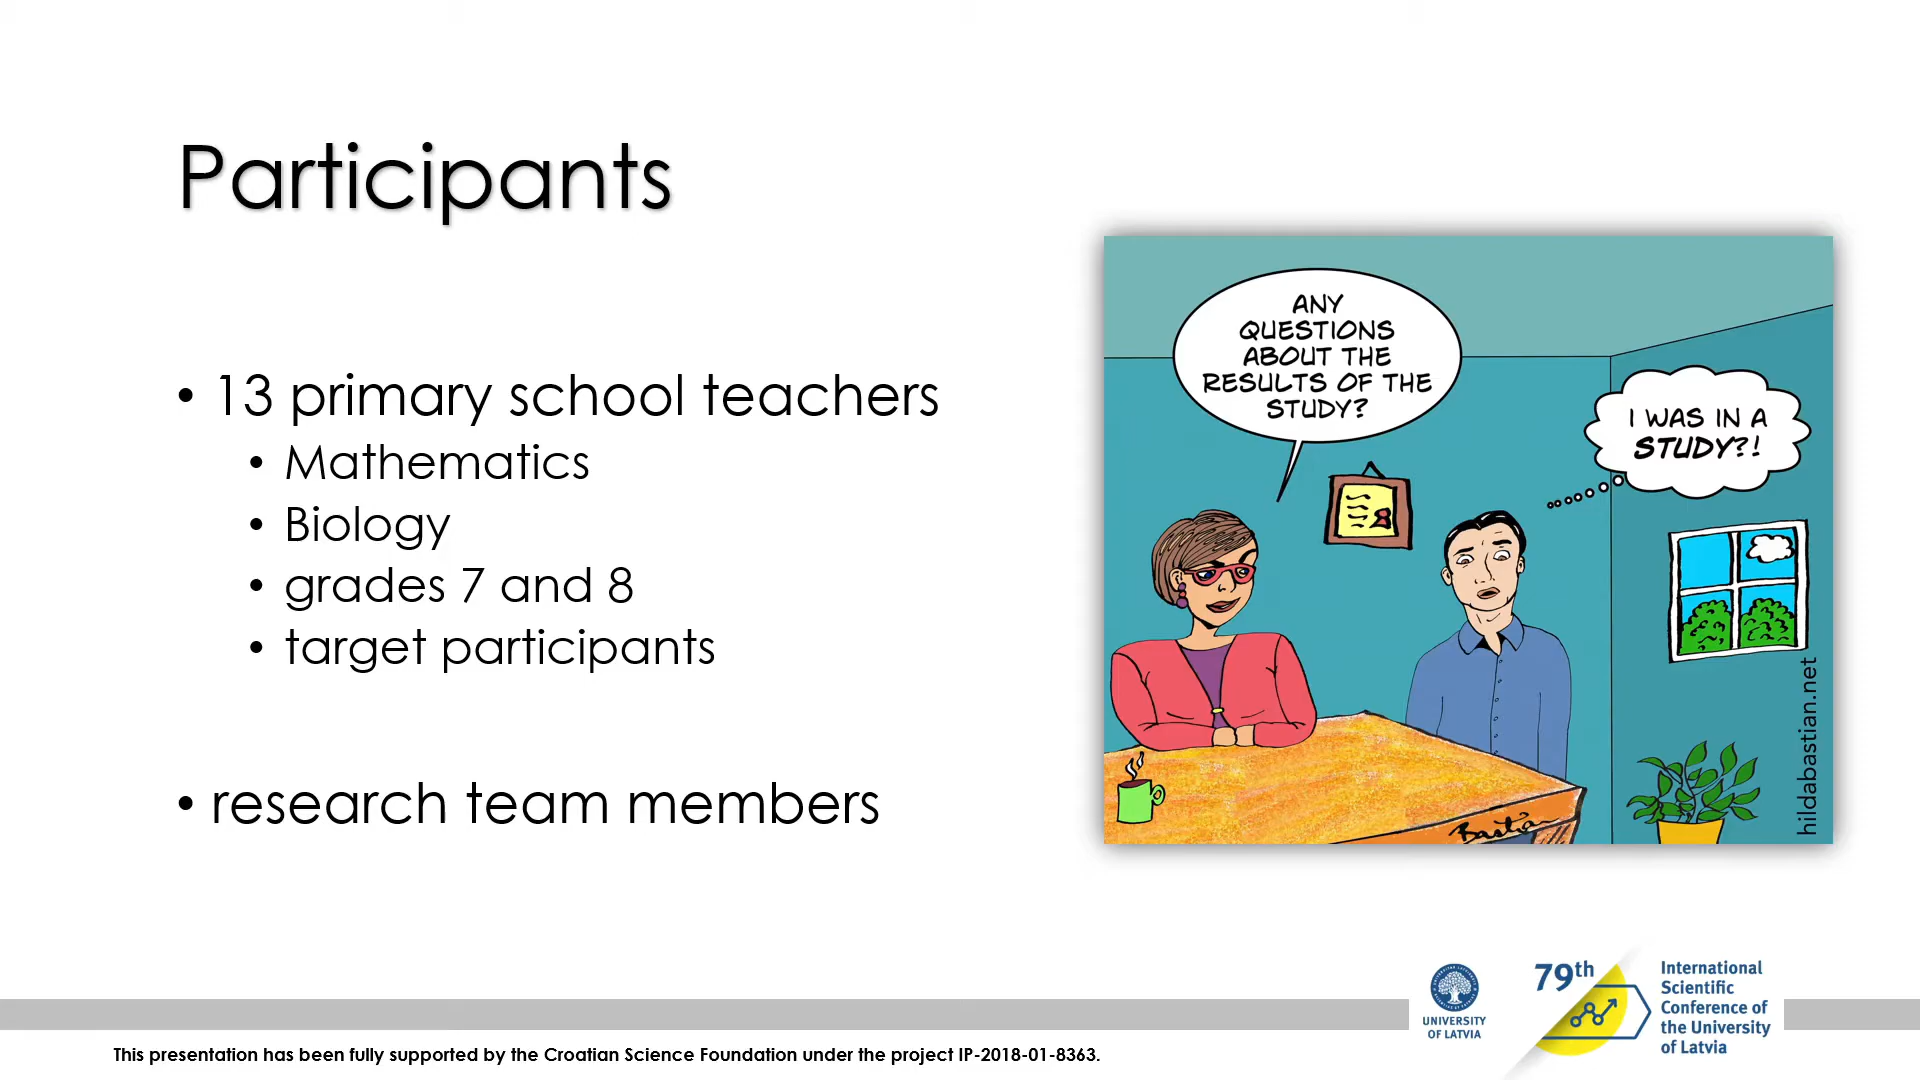 Participants
• 13 primary school teachers
• Mathematics
• Biology
• grades 7 and 8
• target participants
• research team members
ANY
QUESTIONS
ABOUT THE
RESULTS OF THE
STUDY?
I WAS IN A
STUDY?!
hildabastian.net
Bastian
UNIVERSITY
OF LATVIA
79th
International
Scientific
Conference of
the University
of Latvia
This presentation has been fully supported by the Croatian Science Foundation under the project IP-2018-01-8363.